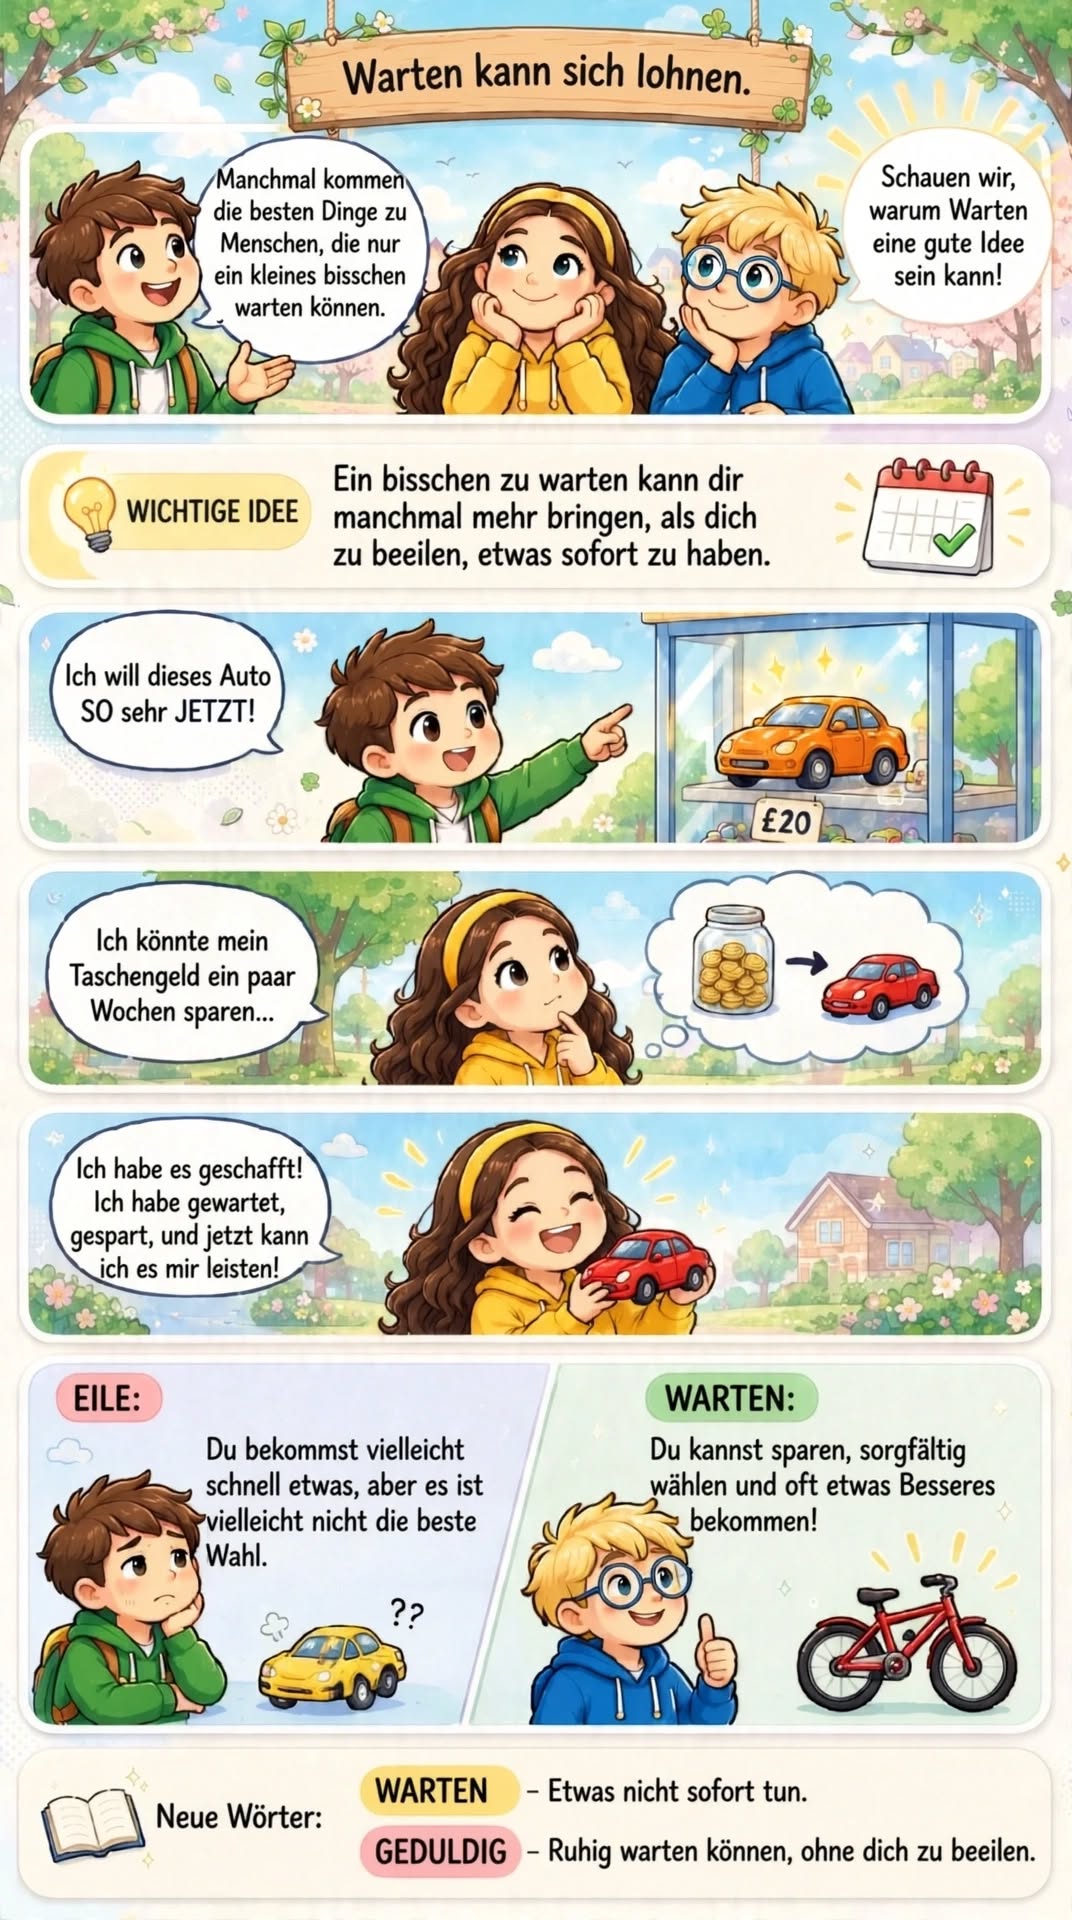 Warten kann sich lohnen.
Manchmal kommen
die besten Dinge zu
Menschen, die nur
ein kleines bisschen
warten können.
Schauen wir,
warum Warten
eine gute Idee
sein kann!
WICHTIGE IDEE
Ein bisschen zu warten kann dir
manchmal mehr bringen, als dich
zu beeilen, etwas sofort zu haben.
Ich will dieses Auto
SO sehr JETZT!
£20
Ich könnte mein
Taschengeld ein paar
Wochen sparen...
Ich habe es geschafft!
Ich habe gewartet,
gespart, und jetzt kann
ich es mir leisten!
EILE:
Du bekommst vielleicht
schnell etwas, aber es ist
vielleicht nicht die beste
Wahl.
??
WARTEN:
Du kannst sparen, sorgfältig
wählen und oft etwas Besseres
bekommen!
Neue Wörter:
WARTEN – Etwas nicht sofort tun.
GEDULDIG – Ruhig warten können, ohne dich zu beeilen.